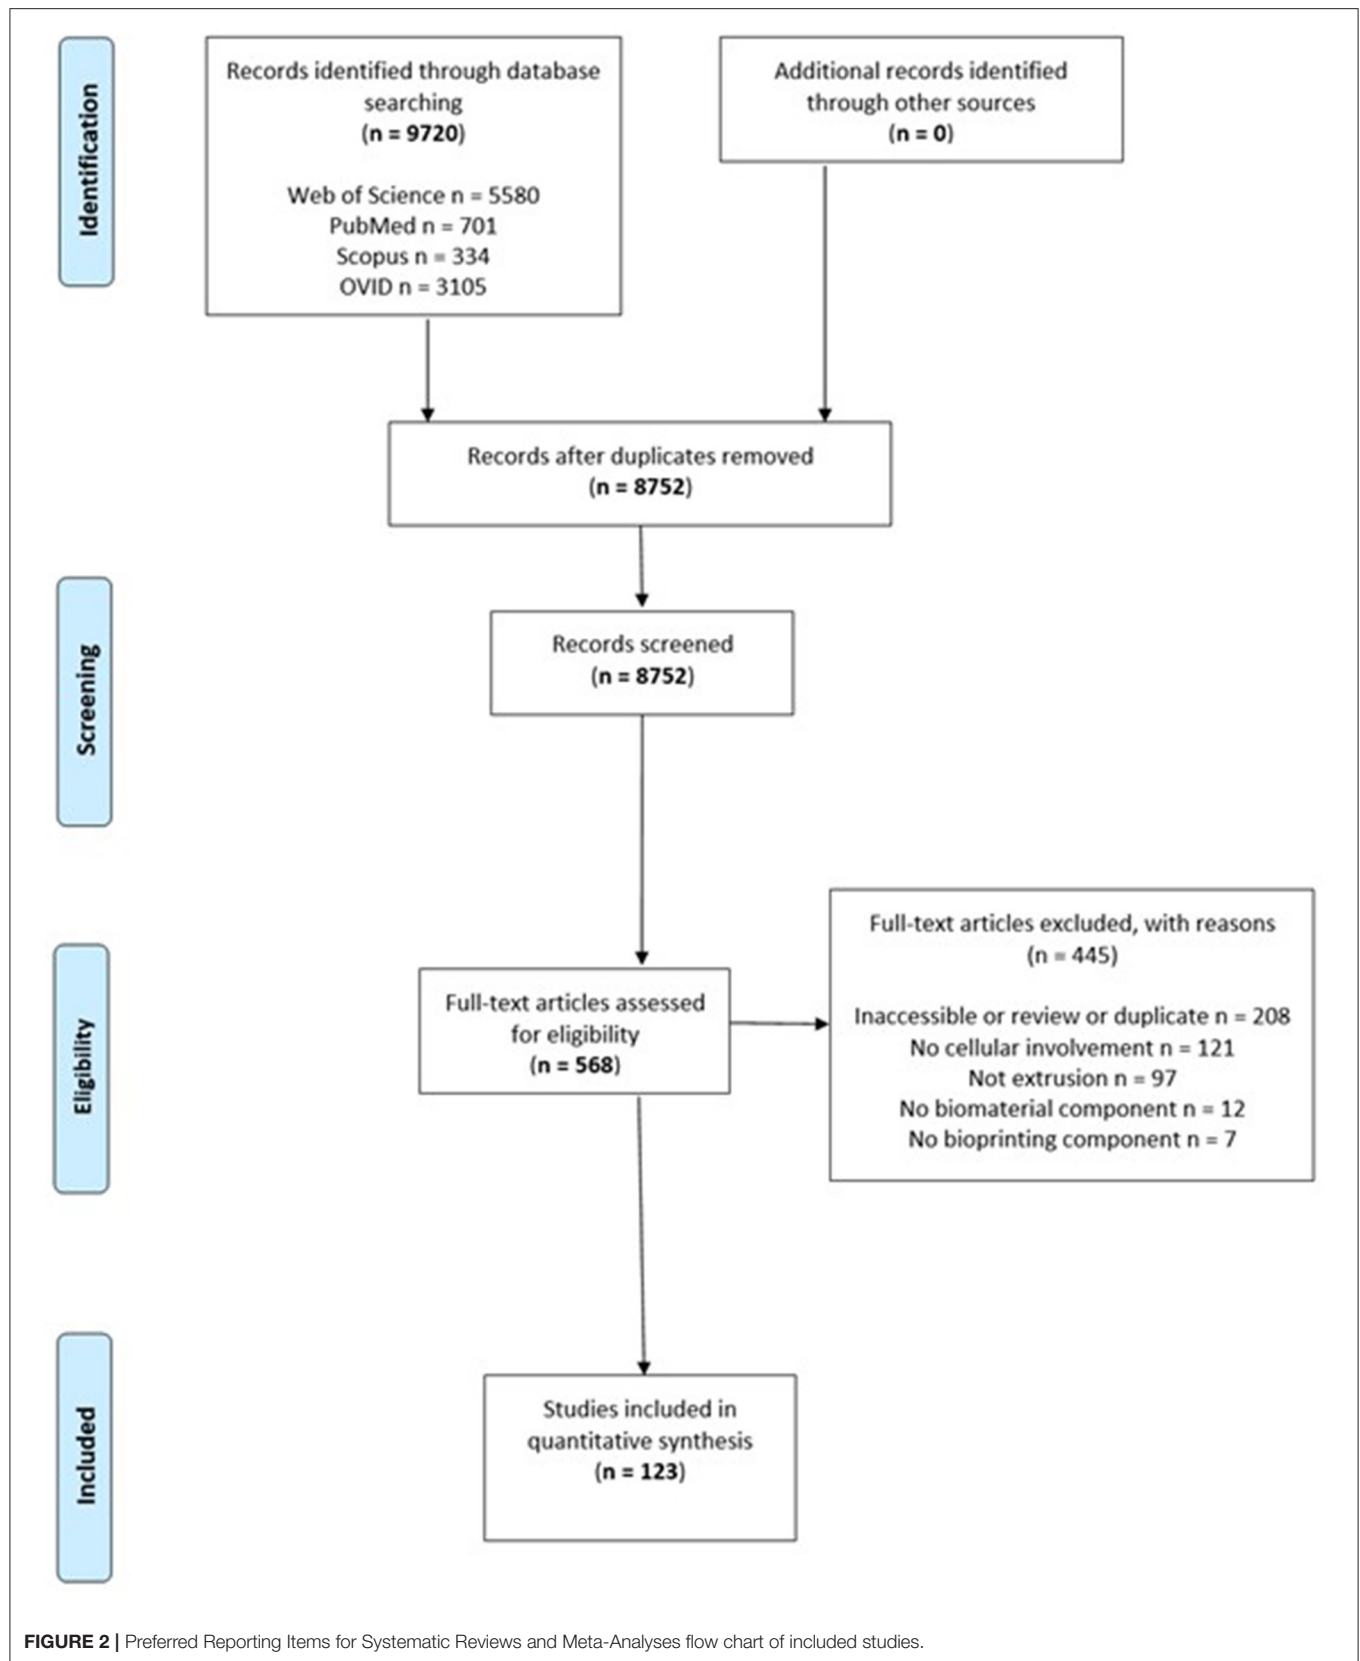 Identification
Records identified through database
searching
(n = 9720)
Web of Science n = 5580
PubMed n = 701
Scopus n = 334
OVID n = 3105
Additional records identified
through other sources
(n = 0)
Records after duplicates removed
(n = 8752)
Screening
Records screened
(n = 8752)
Eligibility
Full-text articles assessed
for eligibility
(n = 568)
Full-text articles excluded, with reasons
(n = 445)
Inaccessible or review or duplicate n = 208
No cellular involvement n = 121
Not extrusion n = 97
No biomaterial component n = 12
No bioprinting component n = 7
Included
Studies included in
quantitative synthesis
(n = 123)
FIGURE 2 | Preferred Reporting Items for Systematic Reviews and Meta-Analyses flow chart of included studies.